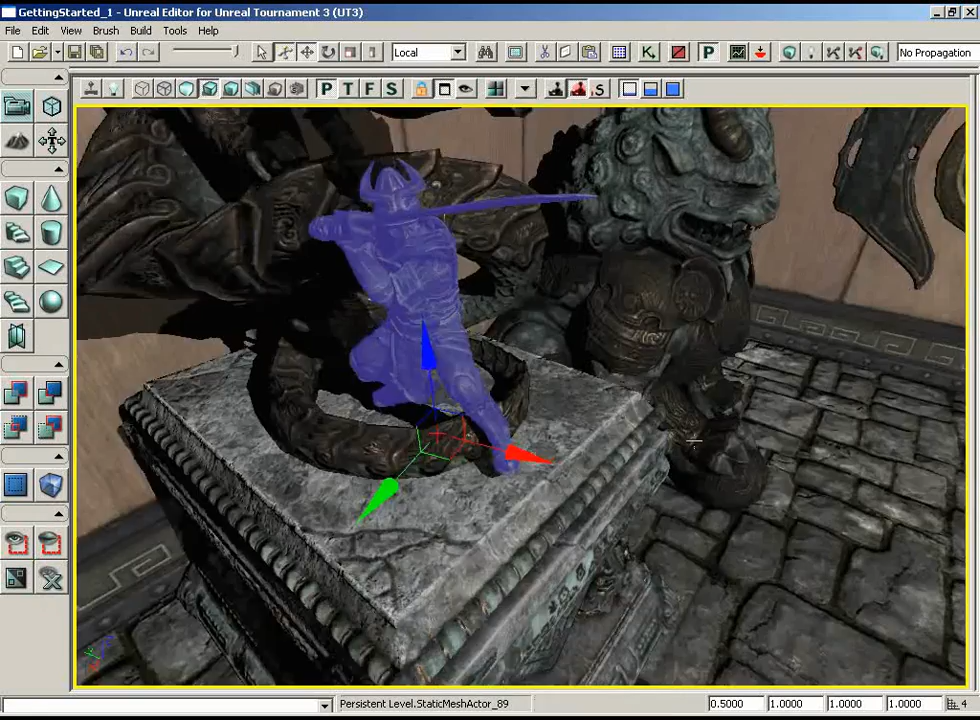 GettingStarted_1 - Unreal Editor for Unreal Tournament 3 (UT3)
File Edit View Brush Build Tools Help
Local P No Propagation
P T F S S
Persistent Level.StaticMeshActor_89 0.5000 1.0000 1.0000 1.0000 4